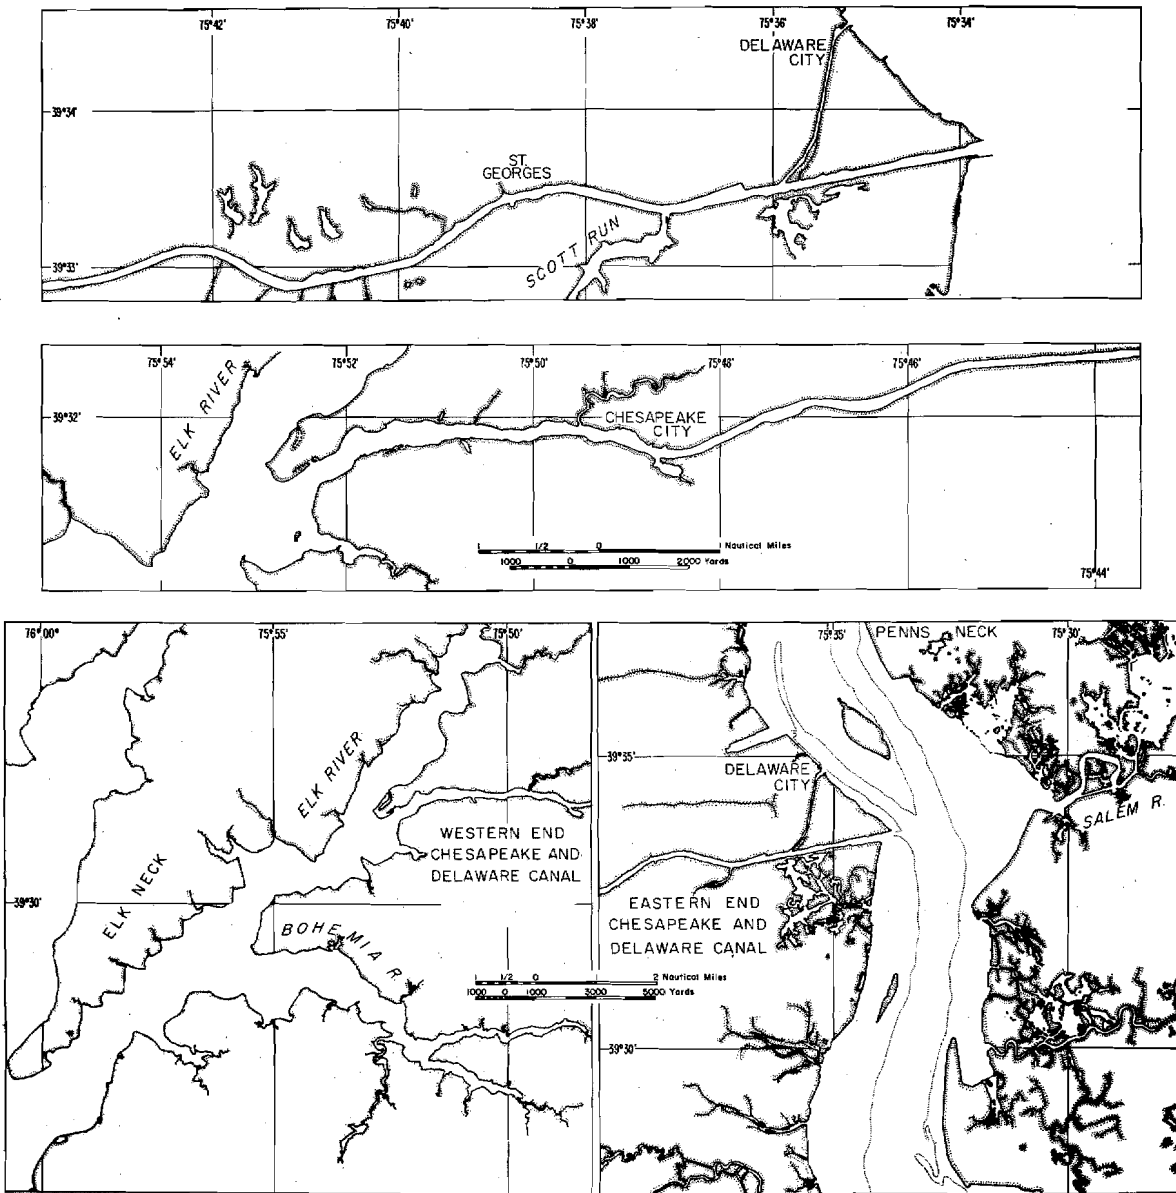 75°42' 75°40' 75°38' 75°36' 75°34'
DELAWARE
CITY
39°34'
ST.
GEORGES
SCOTT RUN
39°33'
75°54' 75°52' 75°50' 75°48' 75°46'
ELK RIVER
39°32'
CHESAPEAKE
CITY
1 1/2 0 1 Nautical Miles
1000 0 1000 2000 Yards
75°44'
76°00' 75°55' 75°50'
ELK RIVER
WESTERN END
CHESAPEAKE AND
DELAWARE CANAL
ELK NECK
39°30'
BOHEMIA R.
75°35' PENNS NECK 75°30'
39°35'
DELAWARE
CITY
SALEM R.
EASTERN END
CHESAPEAKE AND
DELAWARE CANAL
1 1/2 0 2 Nautical Miles
1000 0 1000 3000 5000 Yards
39°30'